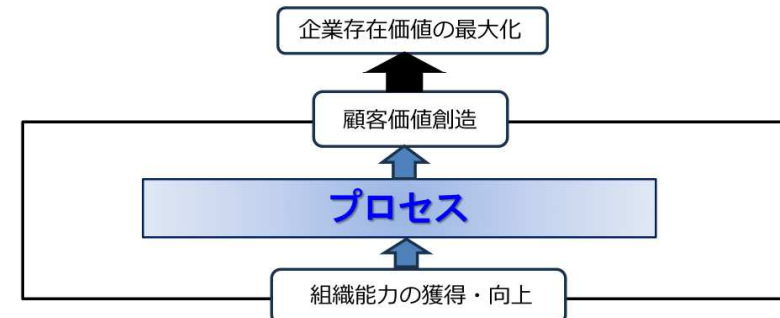 企業存在価値の最大化
顧客価値創造
プロセス
組織能力の獲得・向上